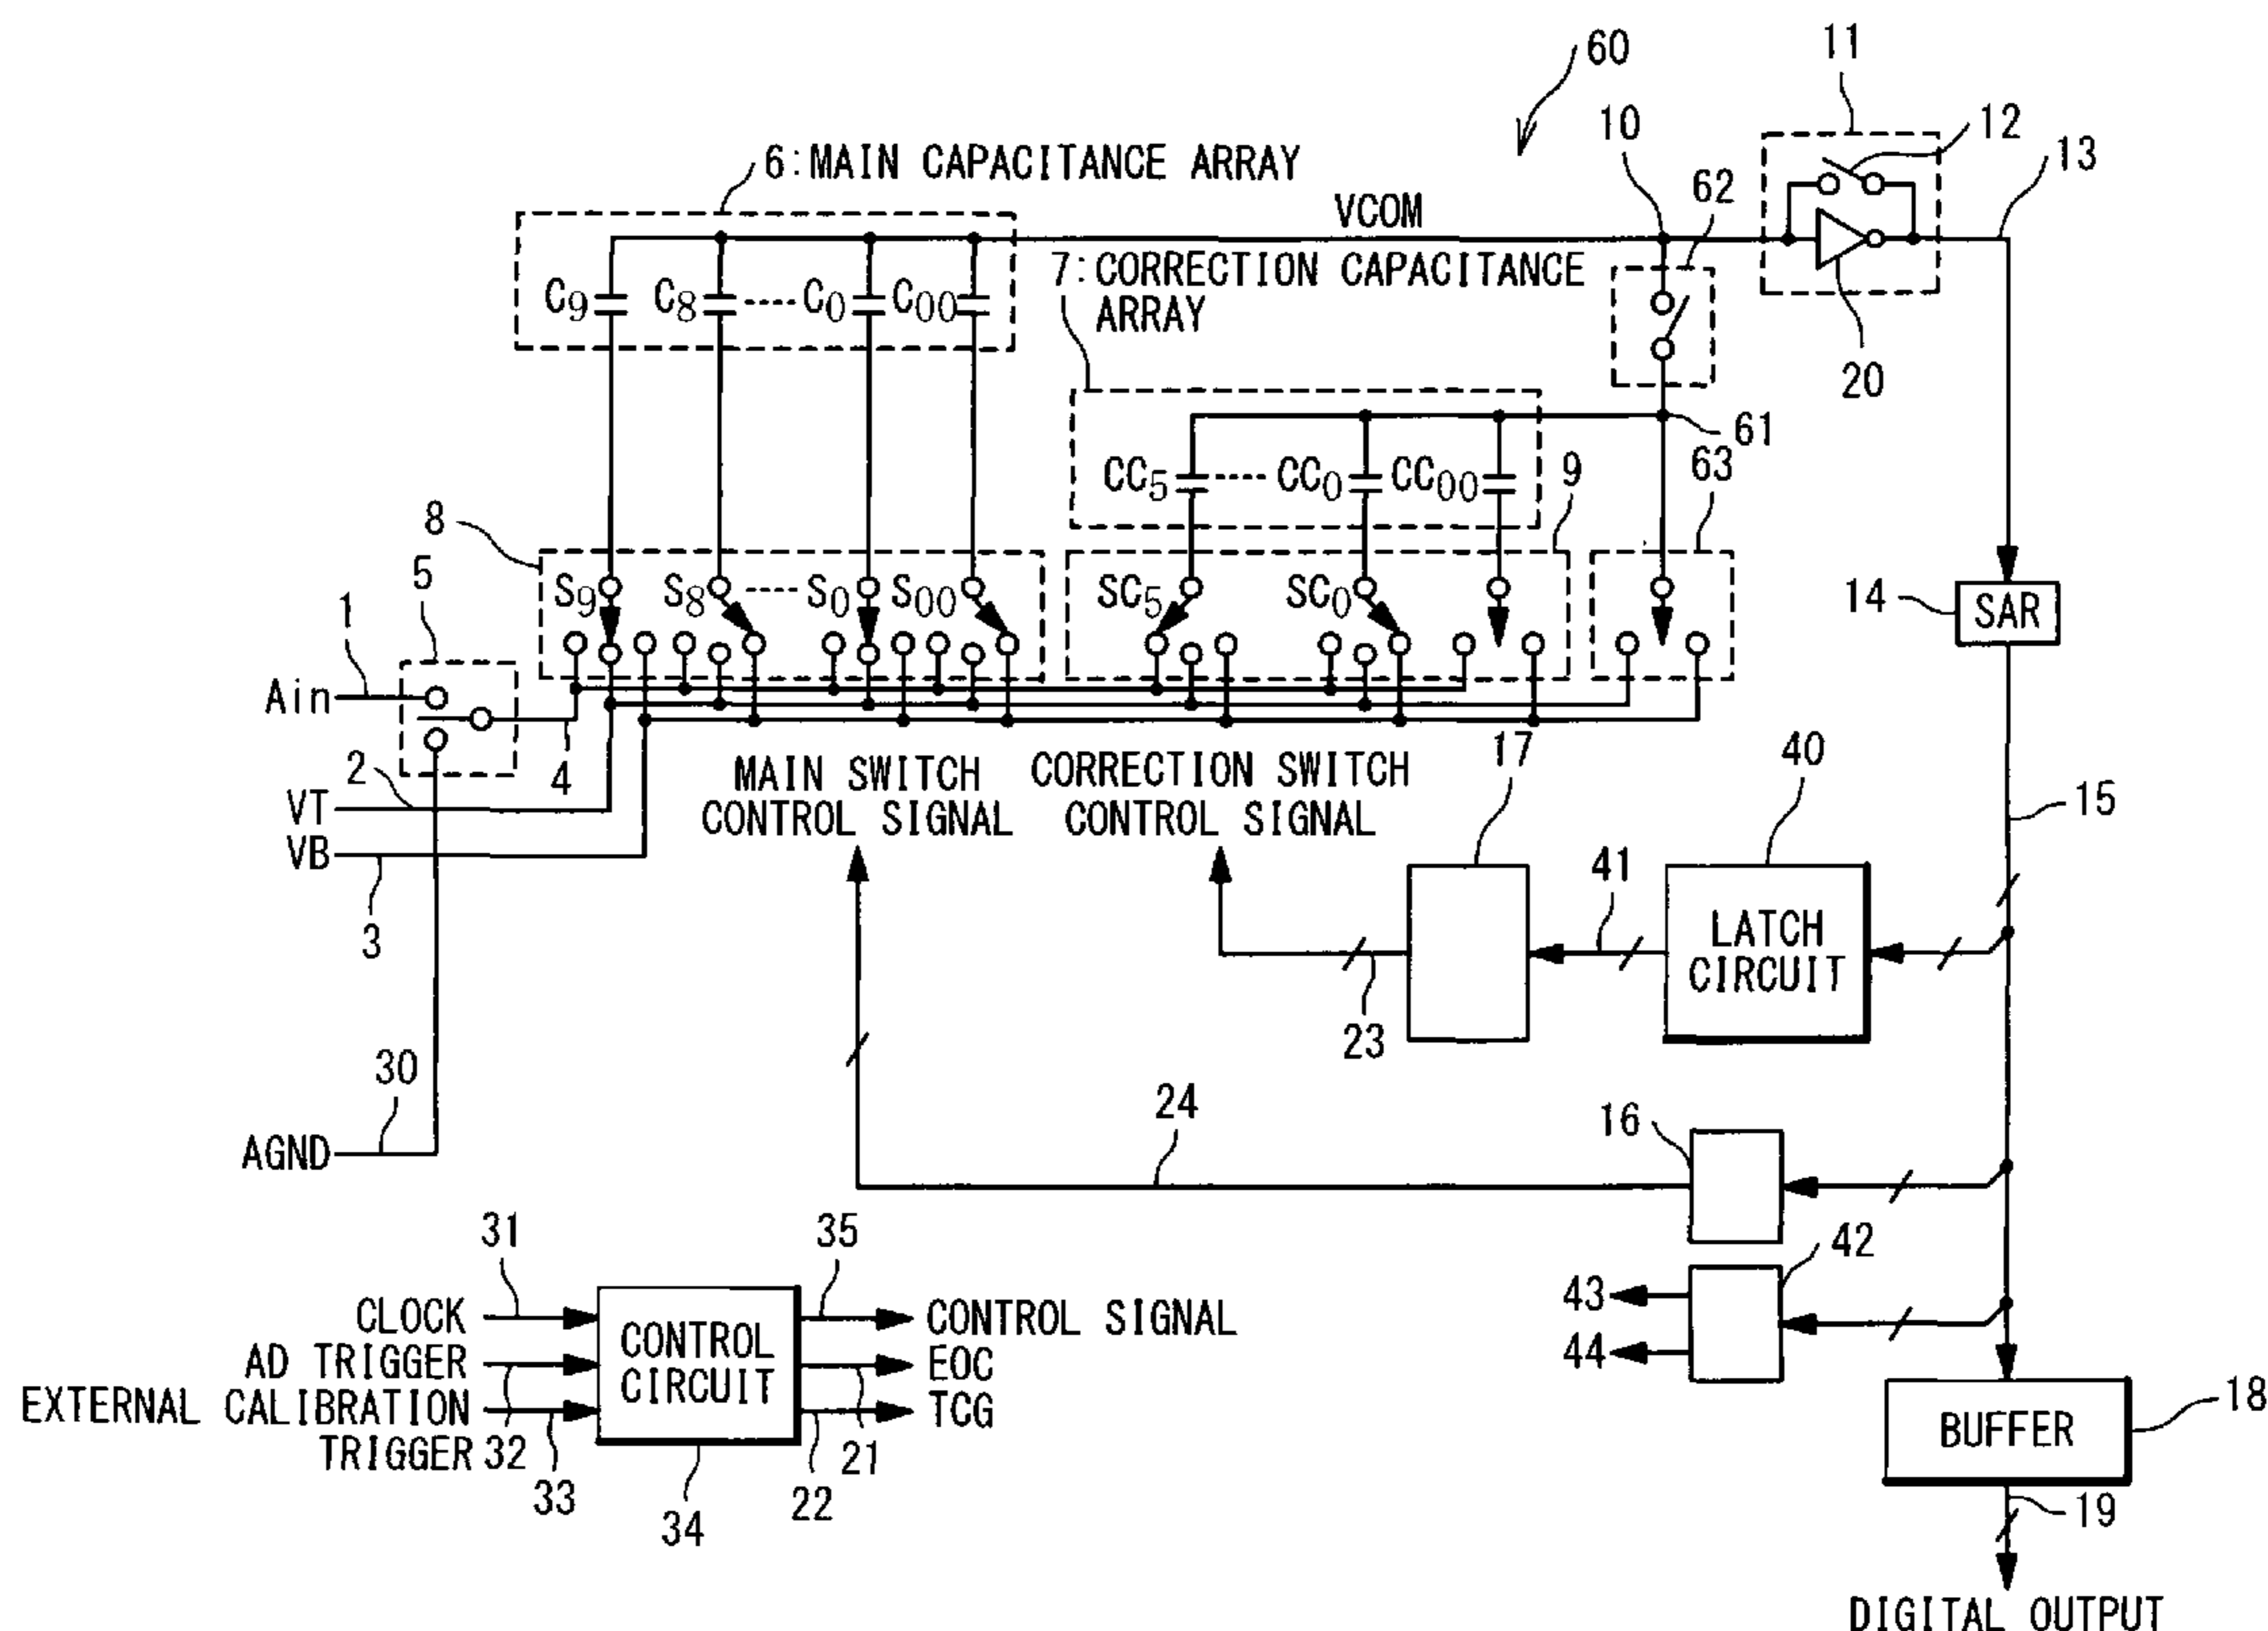 60
11
10
12
13
6:MAIN CAPACITANCE ARRAY
62
VCOM
7:CORRECTION CAPACITANCE
ARRAY
C9 C8 ---- C0 C00
20
61
63
CC5 ---- CC0 CC00
9
8
5
S9 S8 ---- S0 S00
SC5 SC0
14
SAR
1
Ain
4
2
MAIN SWITCH
CONTROL SIGNAL
CORRECTION SWITCH
CONTROL SIGNAL
17
40
15
VT
VB
3
41
LATCH
CIRCUIT
23
30
24
16
AGND
31
35
42
CLOCK
CONTROL
CIRCUIT
CONTROL SIGNAL
43
AD TRIGGER
EOC
44
EXTERNAL CALIBRATION
TRIGGER
32
TCG
33
21
22
34
BUFFER
18
19
DIGITAL OUTPUT